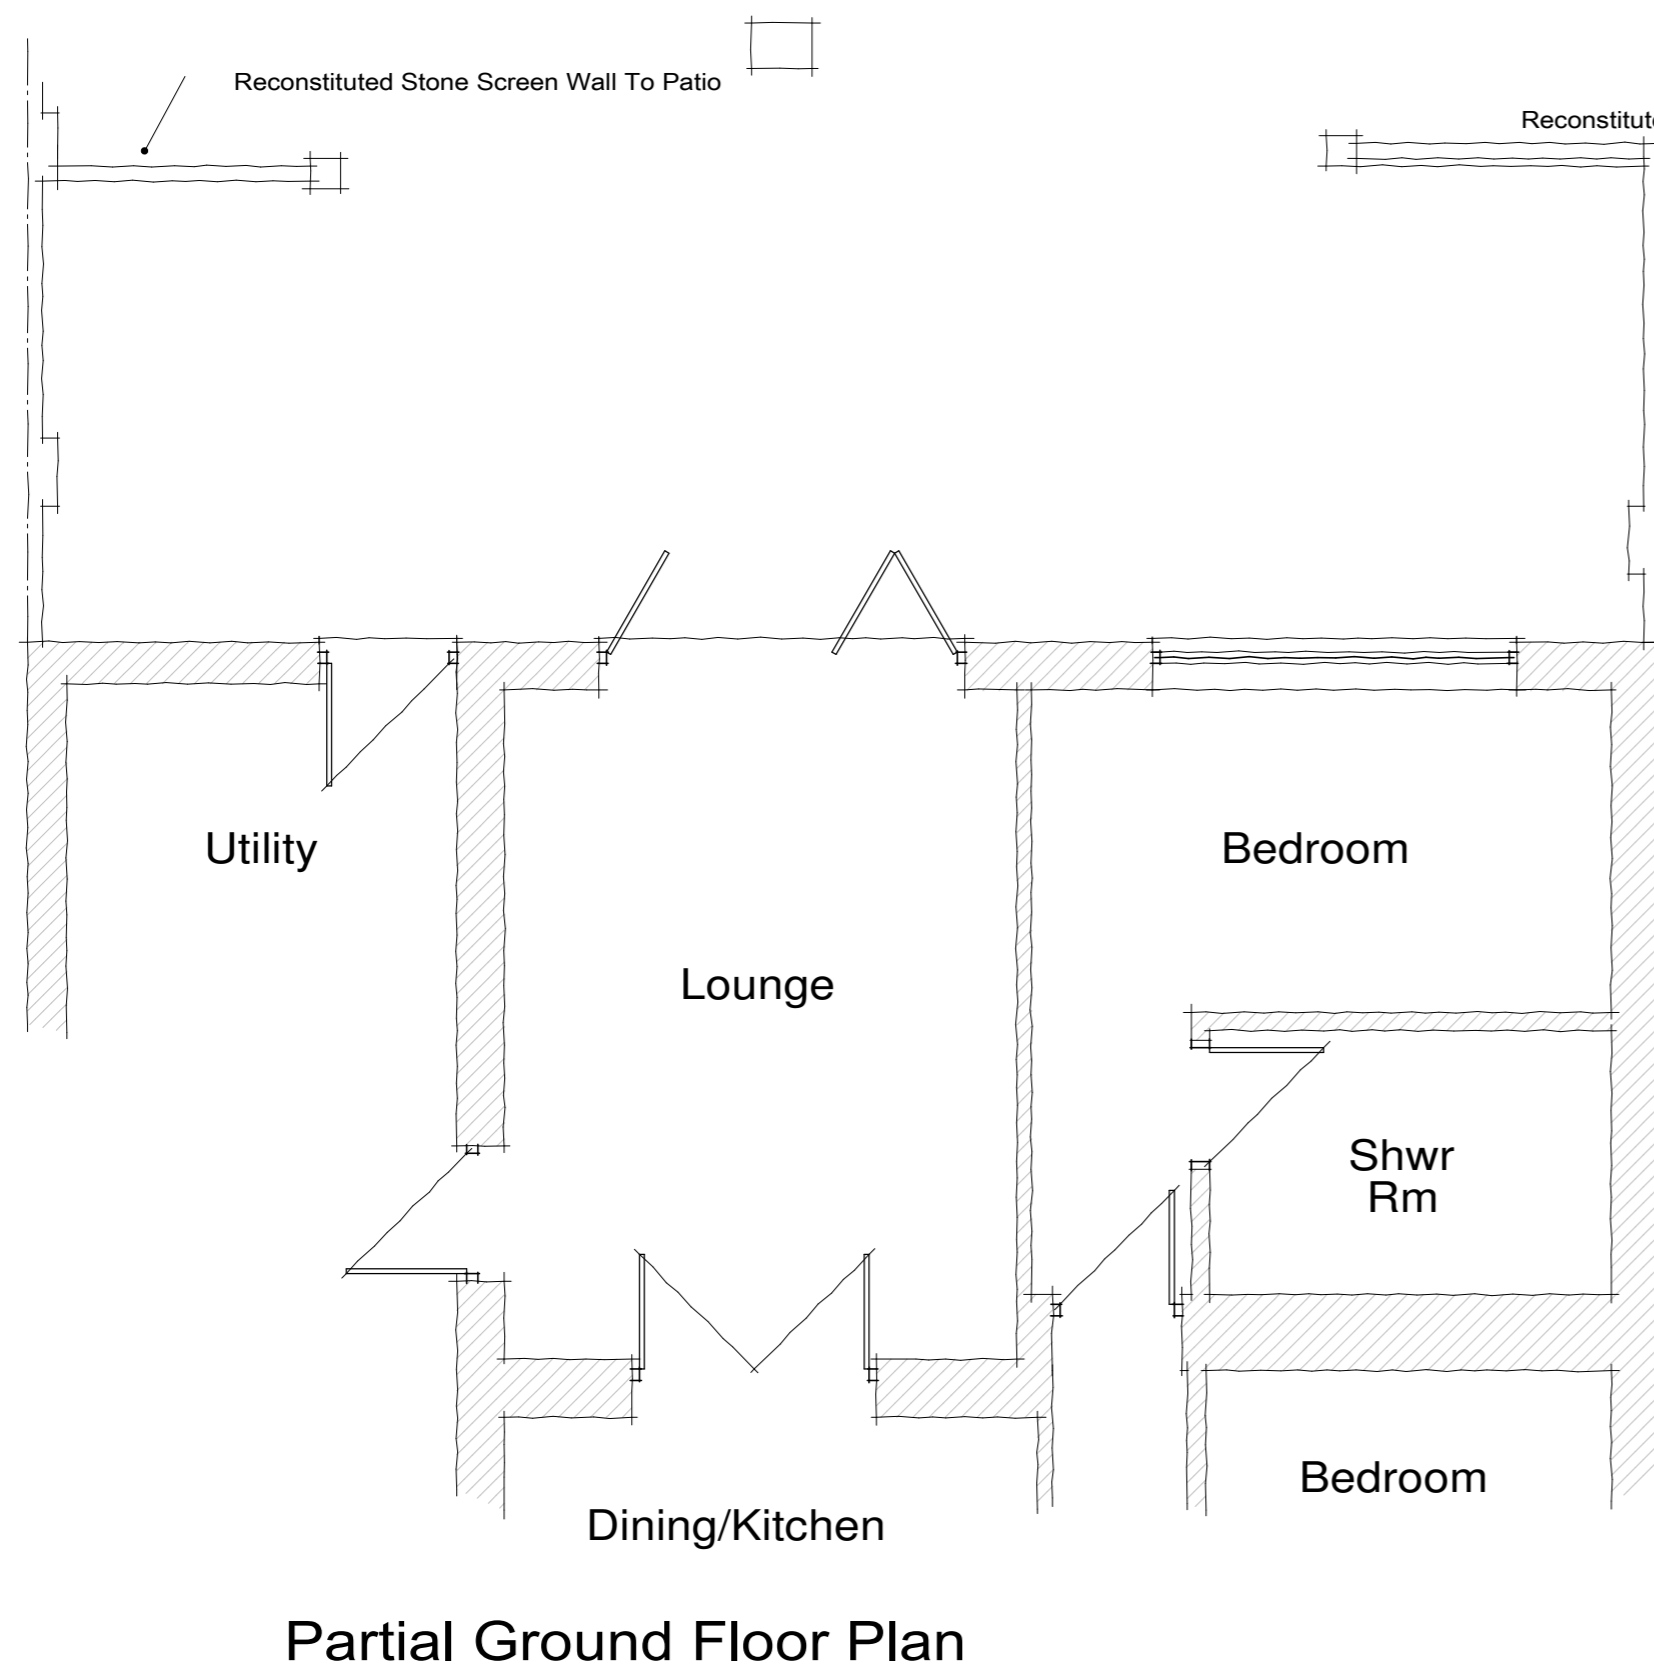 Reconstituted Stone Screen Wall To Patio
Utility
Bedroom
Lounge
Shwr
Rm
Bedroom
Dining/Kitchen
Partial Ground Floor Plan